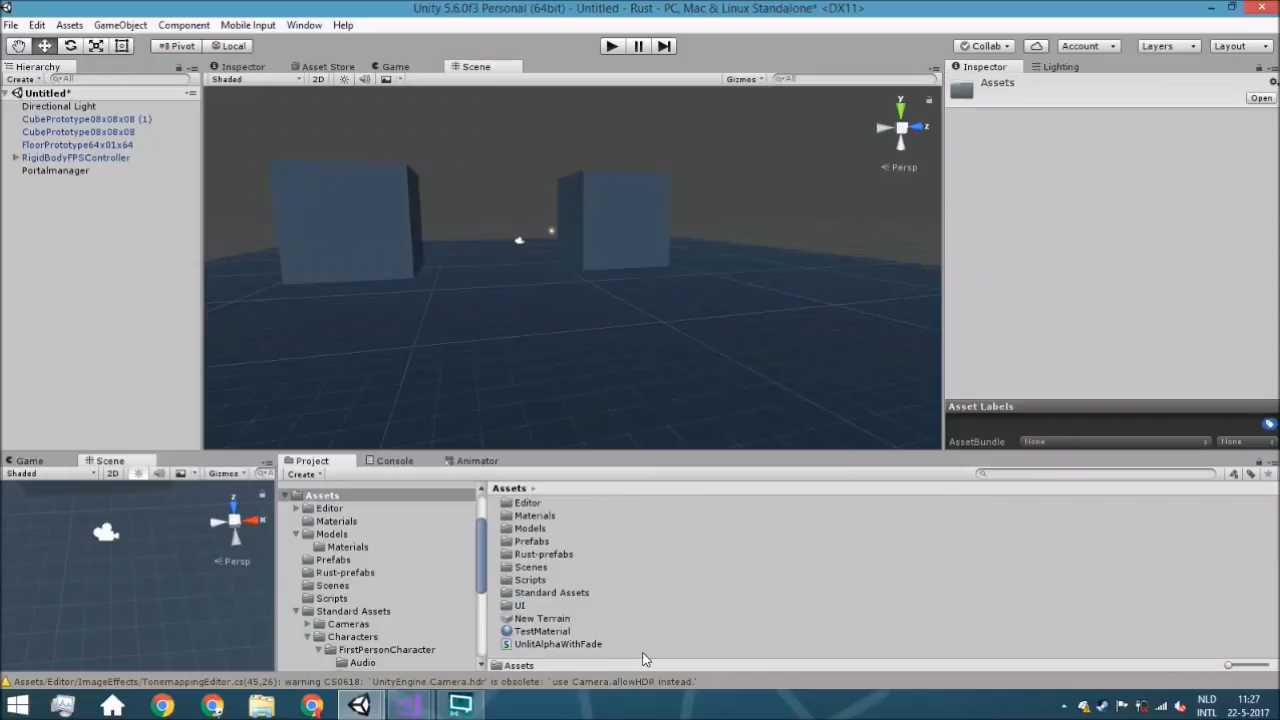 Unity 5.6.0f3 Personal (64bit) - Untitled - Rust - PC, Mac & Linux Standalone* <DX11>
File Edit Assets GameObject Component Mobile Input Window Help
Pivot Local Collab Account Layers Layout
Hierarchy Inspector Asset Store Game Scene Inspector Lighting
Create All Shaded 2D Gizmos All
Untitled*
Assets
Open
Directional Light
CubePrototype08x08x08 (1)
CubePrototype08x08x08
FloorPrototype64x01x64
RigidBodyFPSController
Portalmanager
y
z
Persp
Asset Labels
AssetBundle None None
Game Scene Project Console Animator
Shaded 2D Gizmos Create
Assets
Editor
Materials
Models
Materials
Prefabs
Rust-prefabs
Scenes
Scripts
Standard Assets
Cameras
Characters
FirstPersonCharacter
Audio
Assets
Editor
Materials
Models
Prefabs
Rust-prefabs
Scenes
Scripts
Standard Assets
UI
New Terrain
TestMaterial
UnlitAlphaWithFade
Assets
z
x
Persp
Assets/Editor/ImageEffects/TonemappingEditor.cs(45,26): warning CS0618: `UnityEngine.Camera.hdr' is obsolete: `use Camera.allowHDR instead.'
NLD 11:27
INTL 22-5-2017